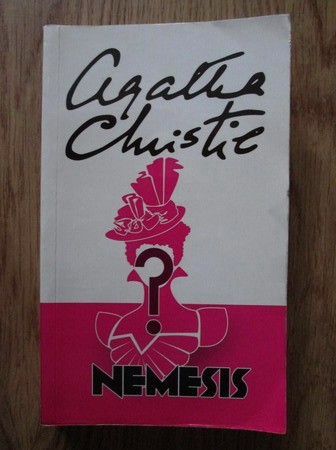 Agatha
Christie
?
NEMESIS